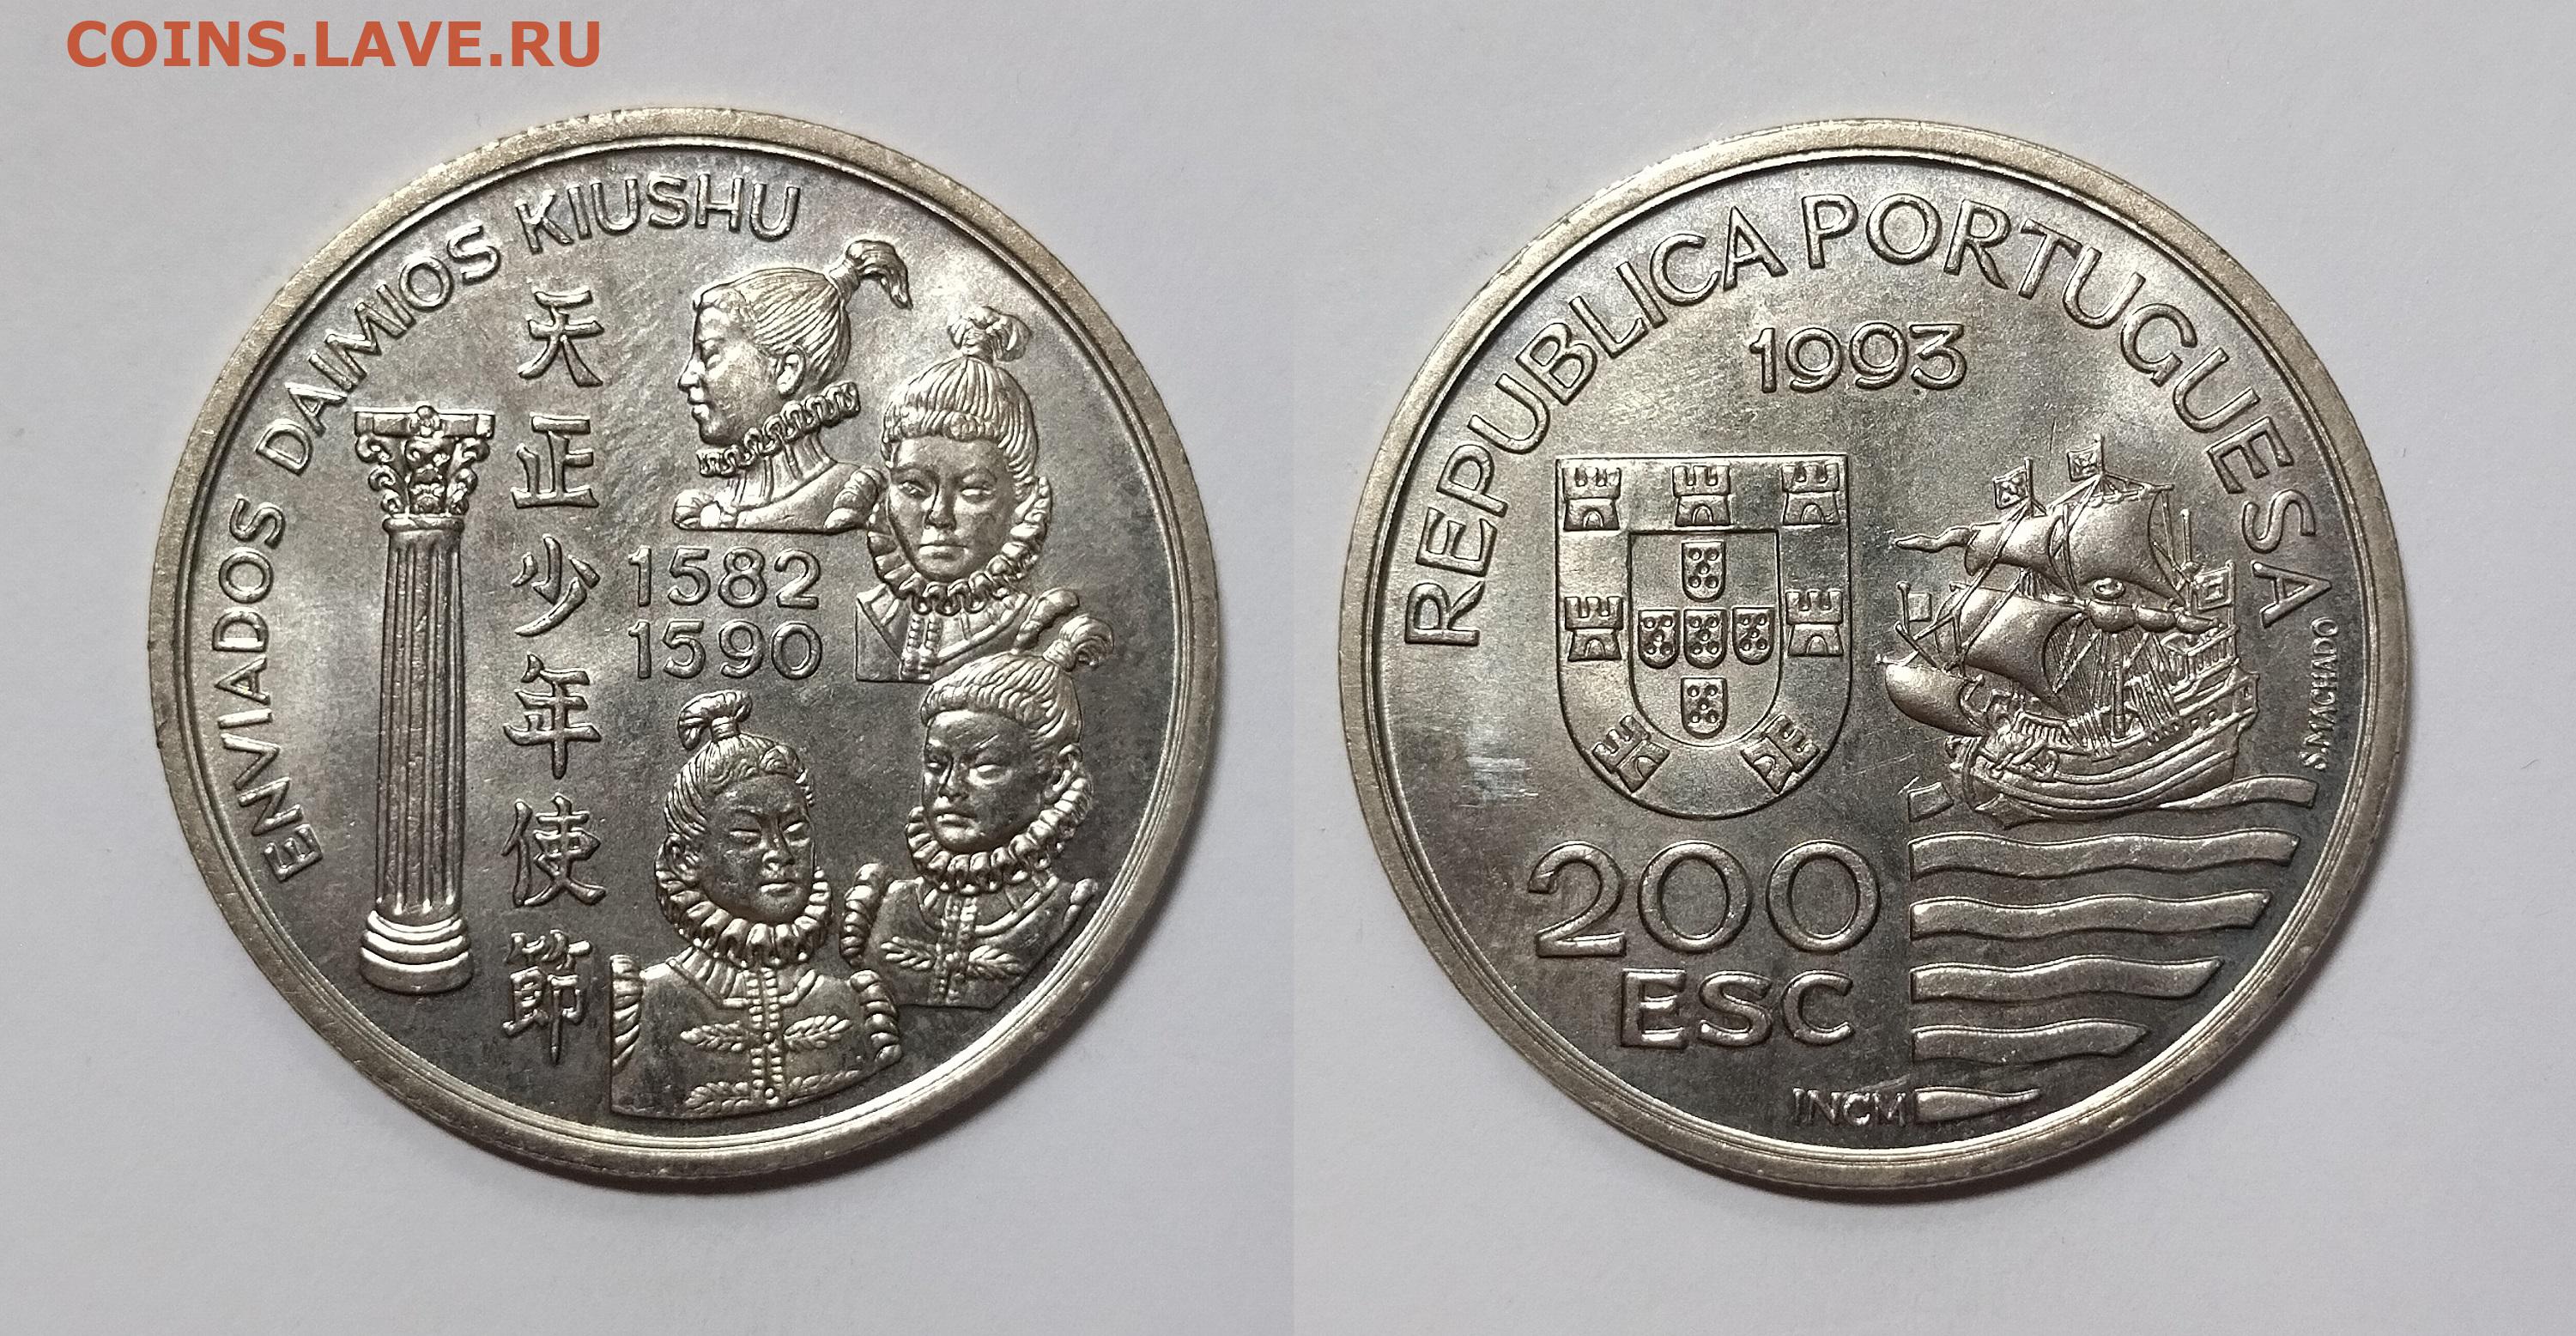 COINS.LAVE.RU
ENVIADOS DAIMIOS KIUSHU
天正少年使節
1582
1590
REPUBLICA PORTUGUESA
1993
S.MACHADO
200
ESC
INCM